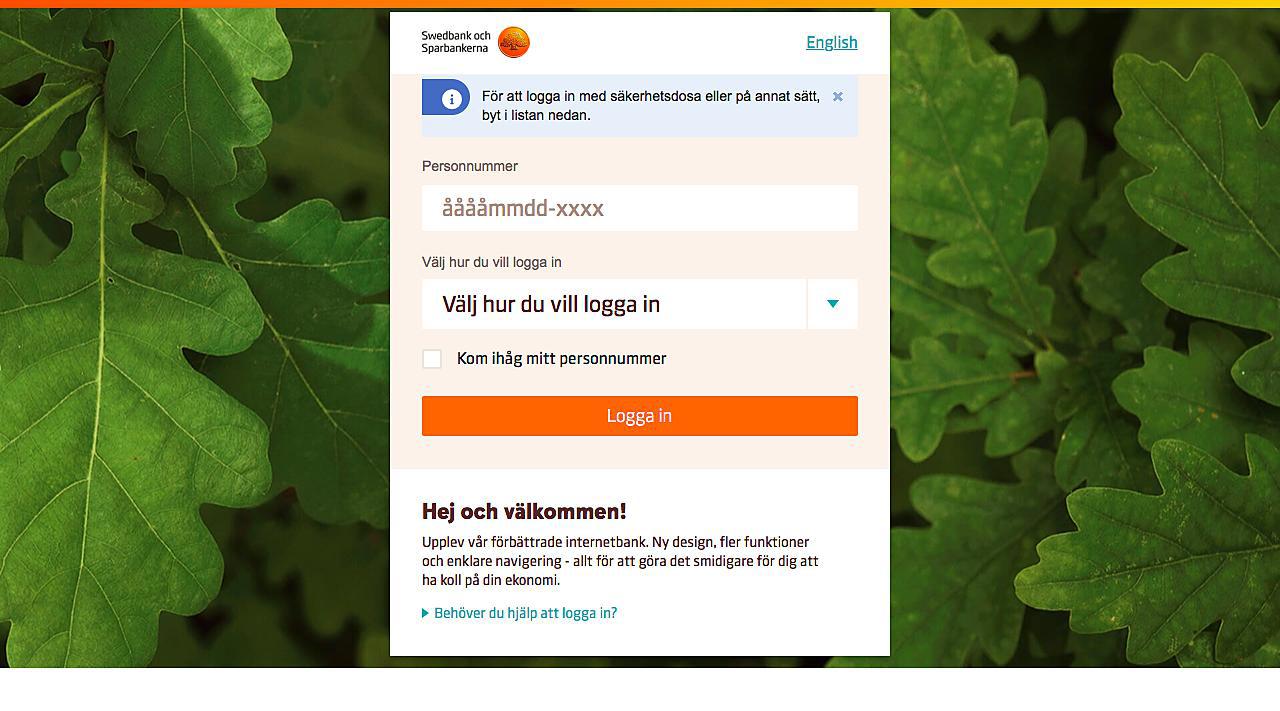 Swedbank och
Sparbankerna
English
För att logga in med säkerhetsdosa eller på annat sätt,
byt i listan nedan.
Personnummer
ååååmmdd-xxxx
Välj hur du vill logga in
Välj hur du vill logga in
Kom ihåg mitt personnummer
Logga in
Hej och välkommen!
Upplev vår förbättrade internetbank. Ny design, fler funktioner
och enklare navigering - allt för att göra det smidigare för dig att
ha koll på din ekonomi.
Behöver du hjälp att logga in?